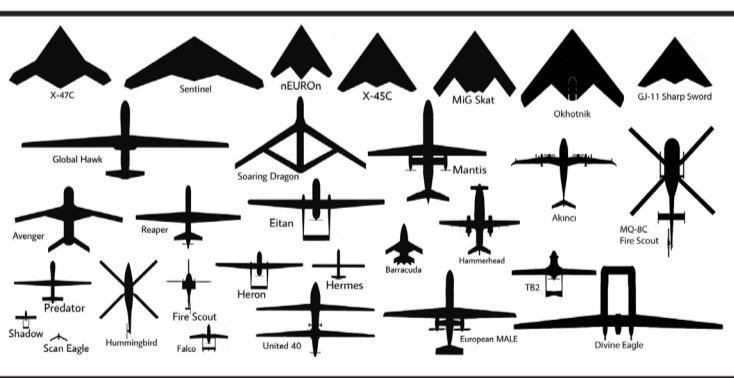 X-47C
Sentinel
nEUROn
X-45C
MiG Skat
Okhotnik
GJ-11 Sharp Sword
Global Hawk
Soaring Dragon
Mantis
Akıncı
MQ-8C
Fire Scout
Avenger
Reaper
Eitan
Barracuda
Hammerhead
Predator
Shadow
Scan Eagle
Hummingbird
Fire Scout
Falco
Heron
Hermes
United 40
European MALE
TB2
Divine Eagle